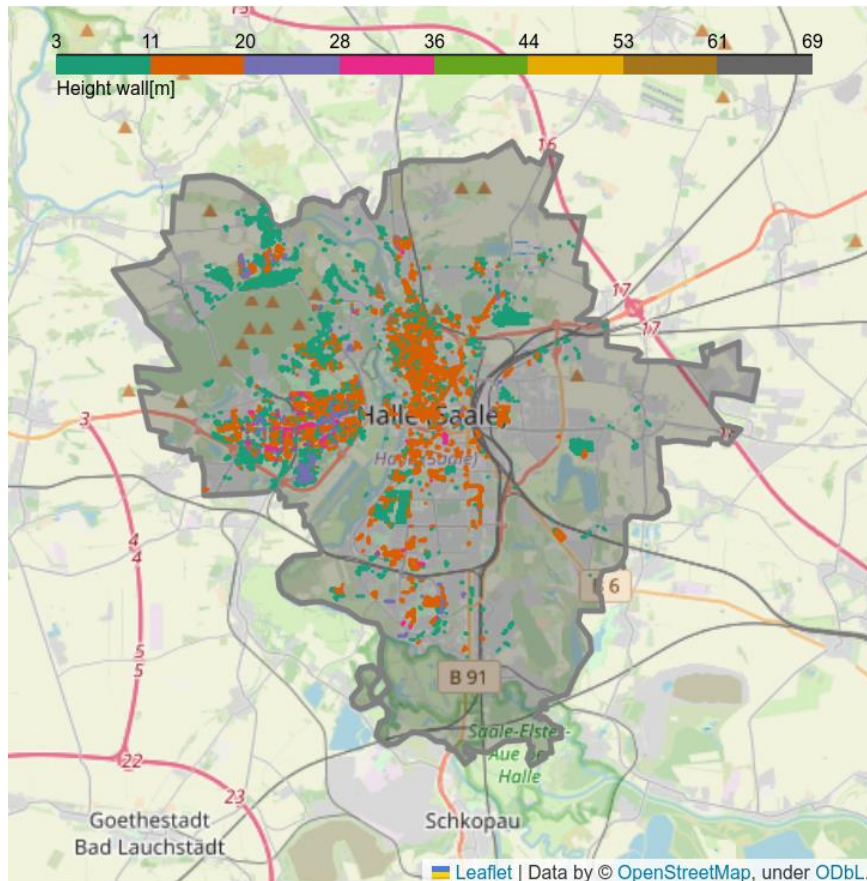 15
3 11 20 28 36 44 53 61 69
Height wall[m]
16
17
17
3
Halle (Saale)
Halle (Saale)
4
4
B 6
5
5
B 91
Saale-Elster-
Aue
Halle
22
23
Goethestadt
Bad Lauchstädt
Schkopau
Leaflet | Data by © OpenStreetMap, under ODbL